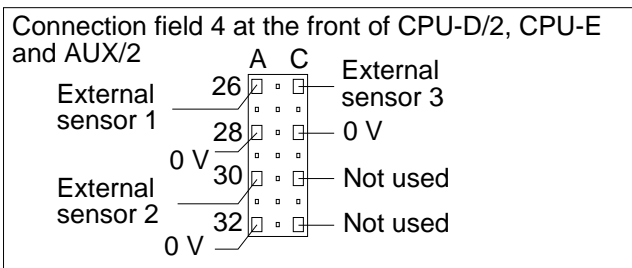 Connection field 4 at the front of CPU-D/2, CPU-E
and AUX/2
A C
External
sensor 1
26
External
sensor 3
28
0 V
0 V
External
sensor 2
30
Not used
32
0 V
Not used